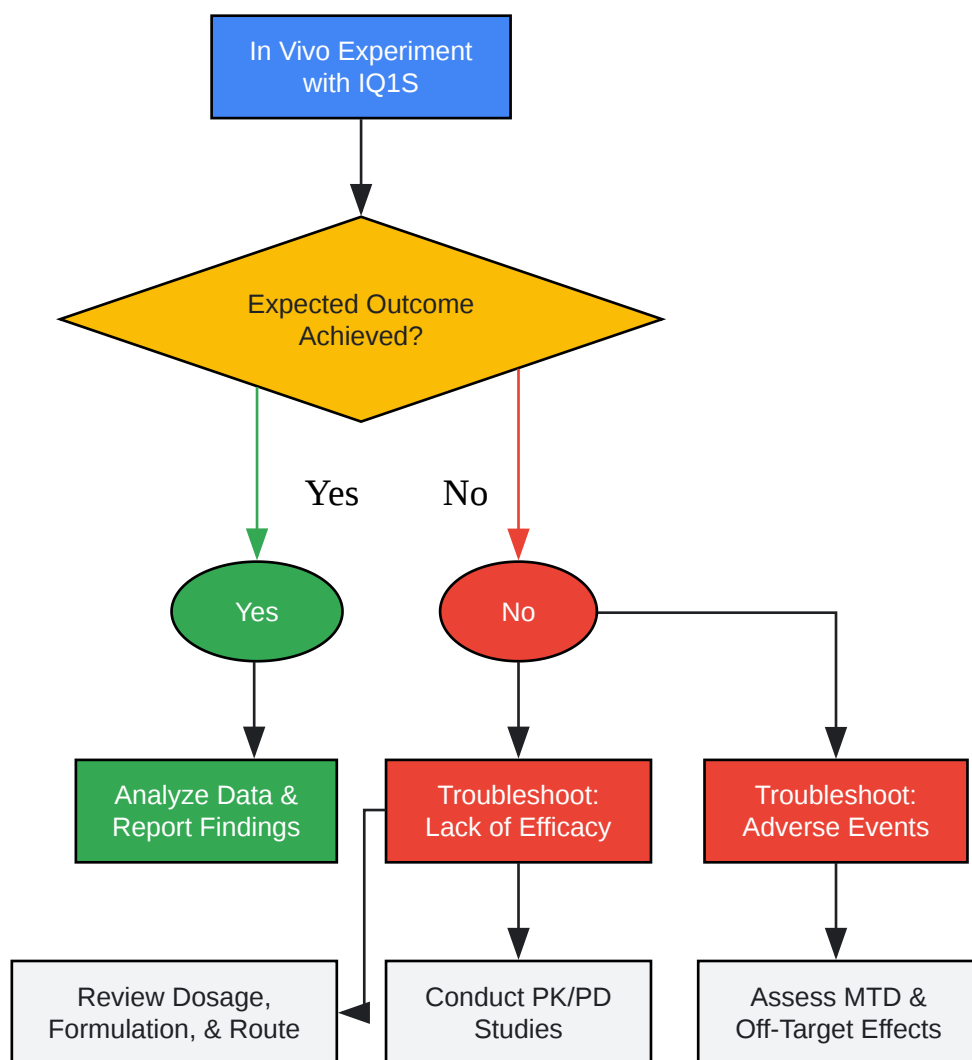 In Vivo Experiment
with IQ1S
Expected Outcome
Achieved?
Yes
No
Yes
No
Analyze Data &
Report Findings
Troubleshoot:
Lack of Efficacy
Troubleshoot:
Adverse Events
Review Dosage,
Formulation, & Route
Conduct PK/PD
Studies
Assess MTD &
Off-Target Effects